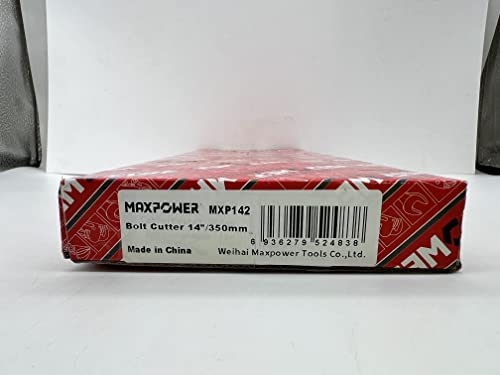 MAXPOWER MXP142
Bolt Cutter 14"/350mm
6 936279 524838
Made in China
Weihai Maxpower Tools Co.,Ltd.